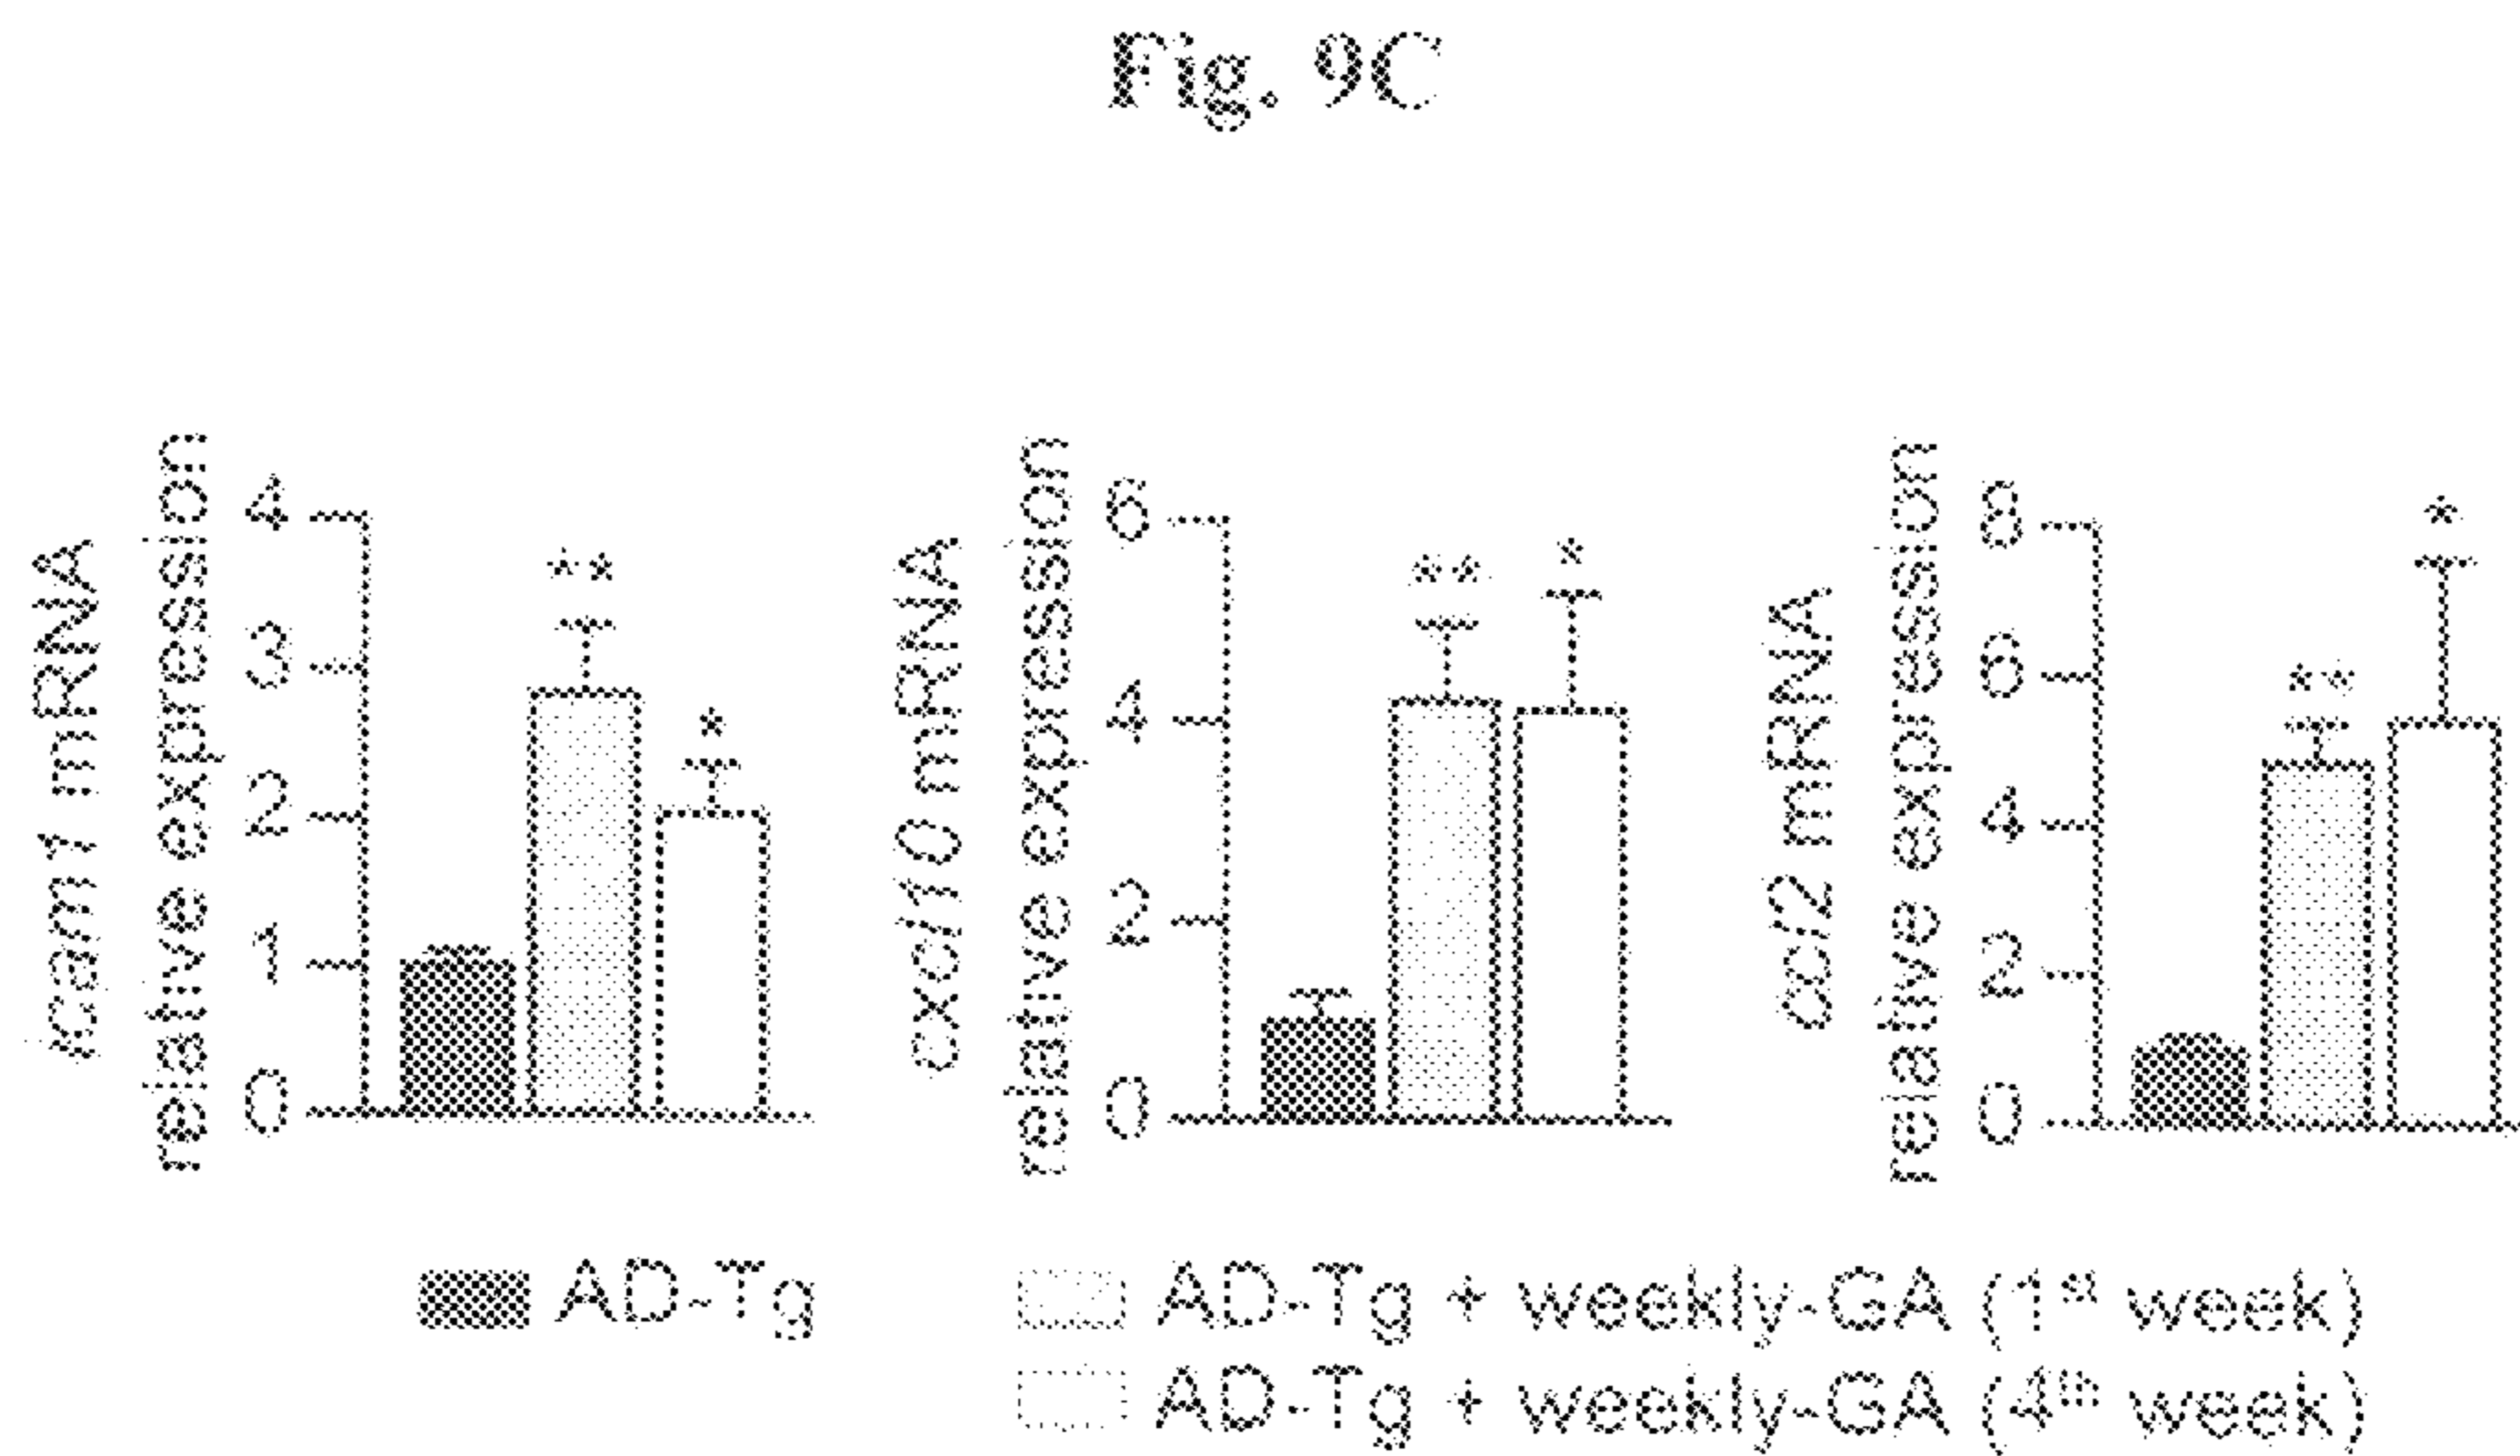 Fig. 9C
icam1 mRNA
relative expression
4
3
2
1
0
**
*
cxcl10 mRNA
relative expression
6
4
2
0
**
*
ccl2 mRNA
relative expression
8
6
4
2
0
**
*
AD-Tg
AD-Tg + weekly-GA (1st week)
AD-Tg + weekly-GA (4th week)